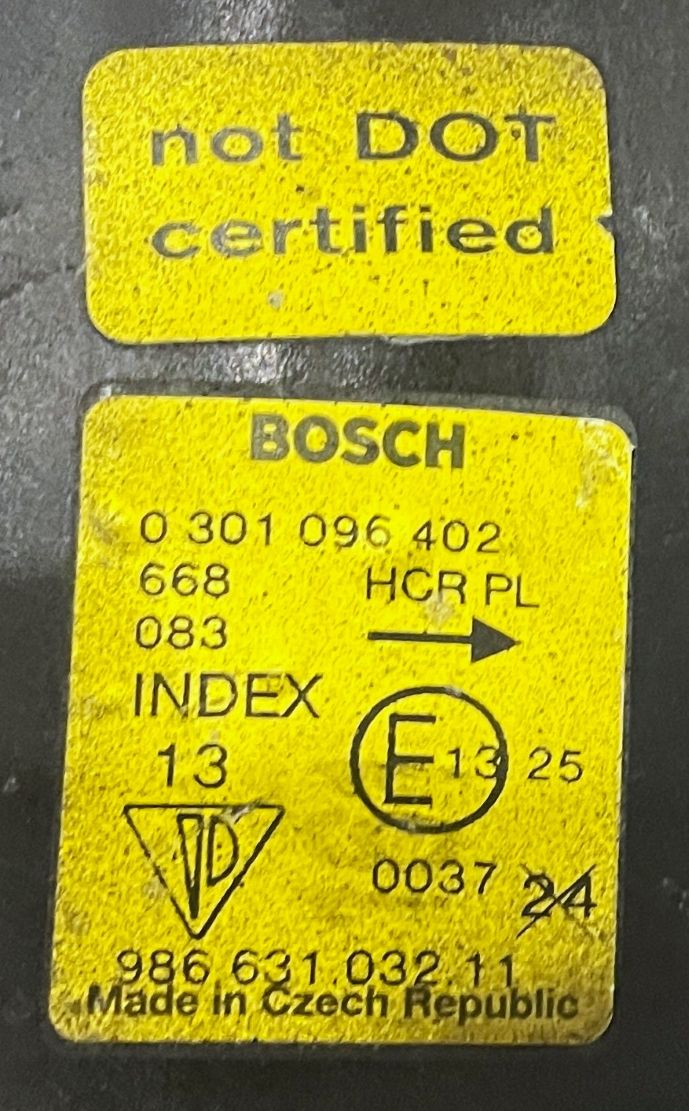 not DOT
certified
BOSCH
0 301 096 402
668 HCR PL
083
INDEX
13
E 13 25
0037 24
986.631.032.11
Made in Czech Republic